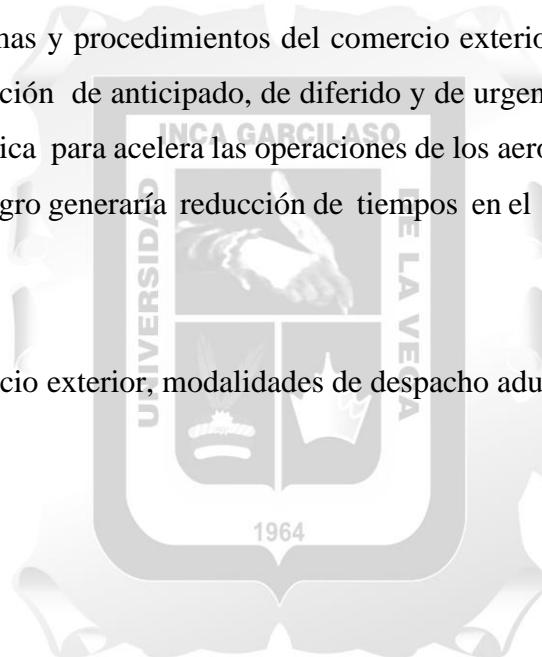 mas y procedimientos del comercio exterio
ción de anticipado, de diferido y de urgen
ica para acelera las operaciones de los aero
gro generaría reducción de tiempos en el
cio exterior, modalidades de despacho adu
UNIVERSIDAD
INCA GARCILASO
DE LA VEGA
1964